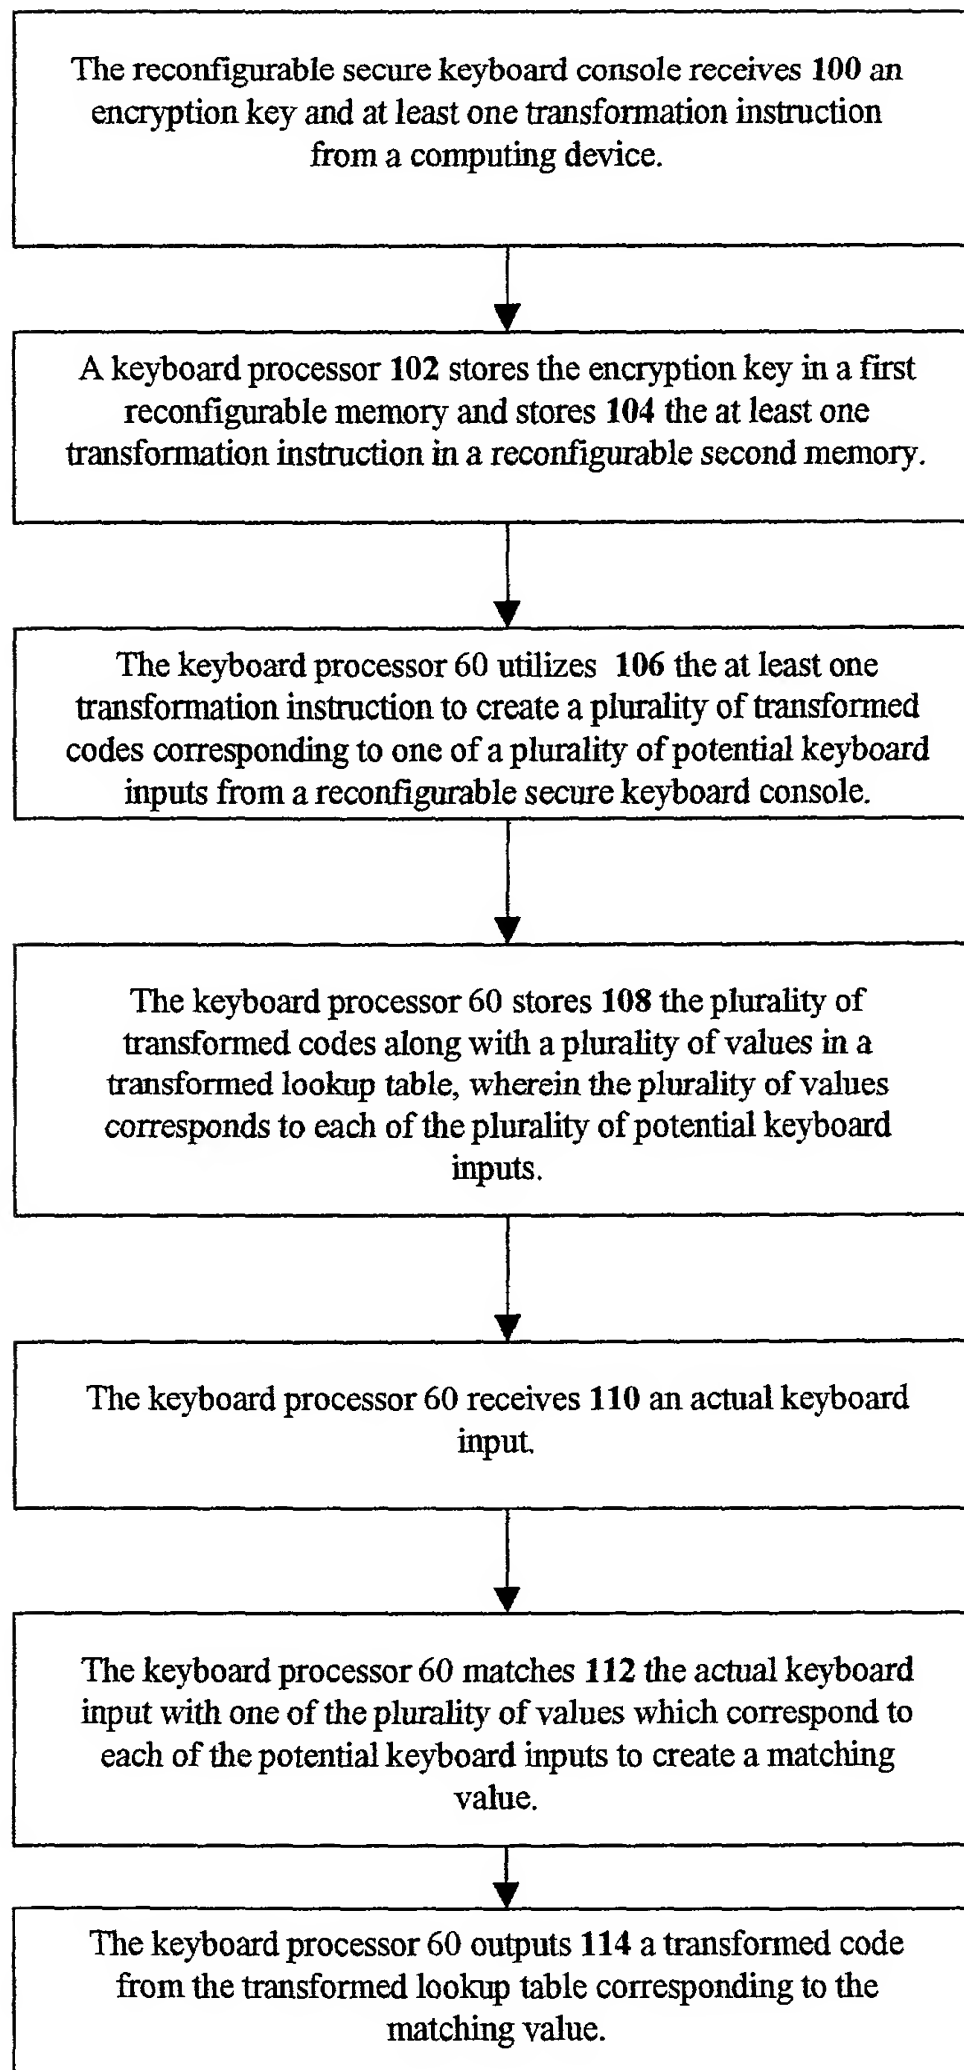 The reconfigurable secure keyboard console receives 100 an
encryption key and at least one transformation instruction
from a computing device.
A keyboard processor 102 stores the encryption key in a first
reconfigurable memory and stores 104 the at least one
transformation instruction in a reconfigurable second memory.
The keyboard processor 60 utilizes 106 the at least one
transformation instruction to create a plurality of transformed
codes corresponding to one of a plurality of potential keyboard
inputs from a reconfigurable secure keyboard console.
The keyboard processor 60 stores 108 the plurality of
transformed codes along with a plurality of values in a
transformed lookup table, wherein the plurality of values
corresponds to each of the plurality of potential keyboard
inputs.
The keyboard processor 60 receives 110 an actual keyboard
input.
The keyboard processor 60 matches 112 the actual keyboard
input with one of the plurality of values which correspond to
each of the potential keyboard inputs to create a matching
value.
The keyboard processor 60 outputs 114 a transformed code
from the transformed lookup table corresponding to the
matching value.